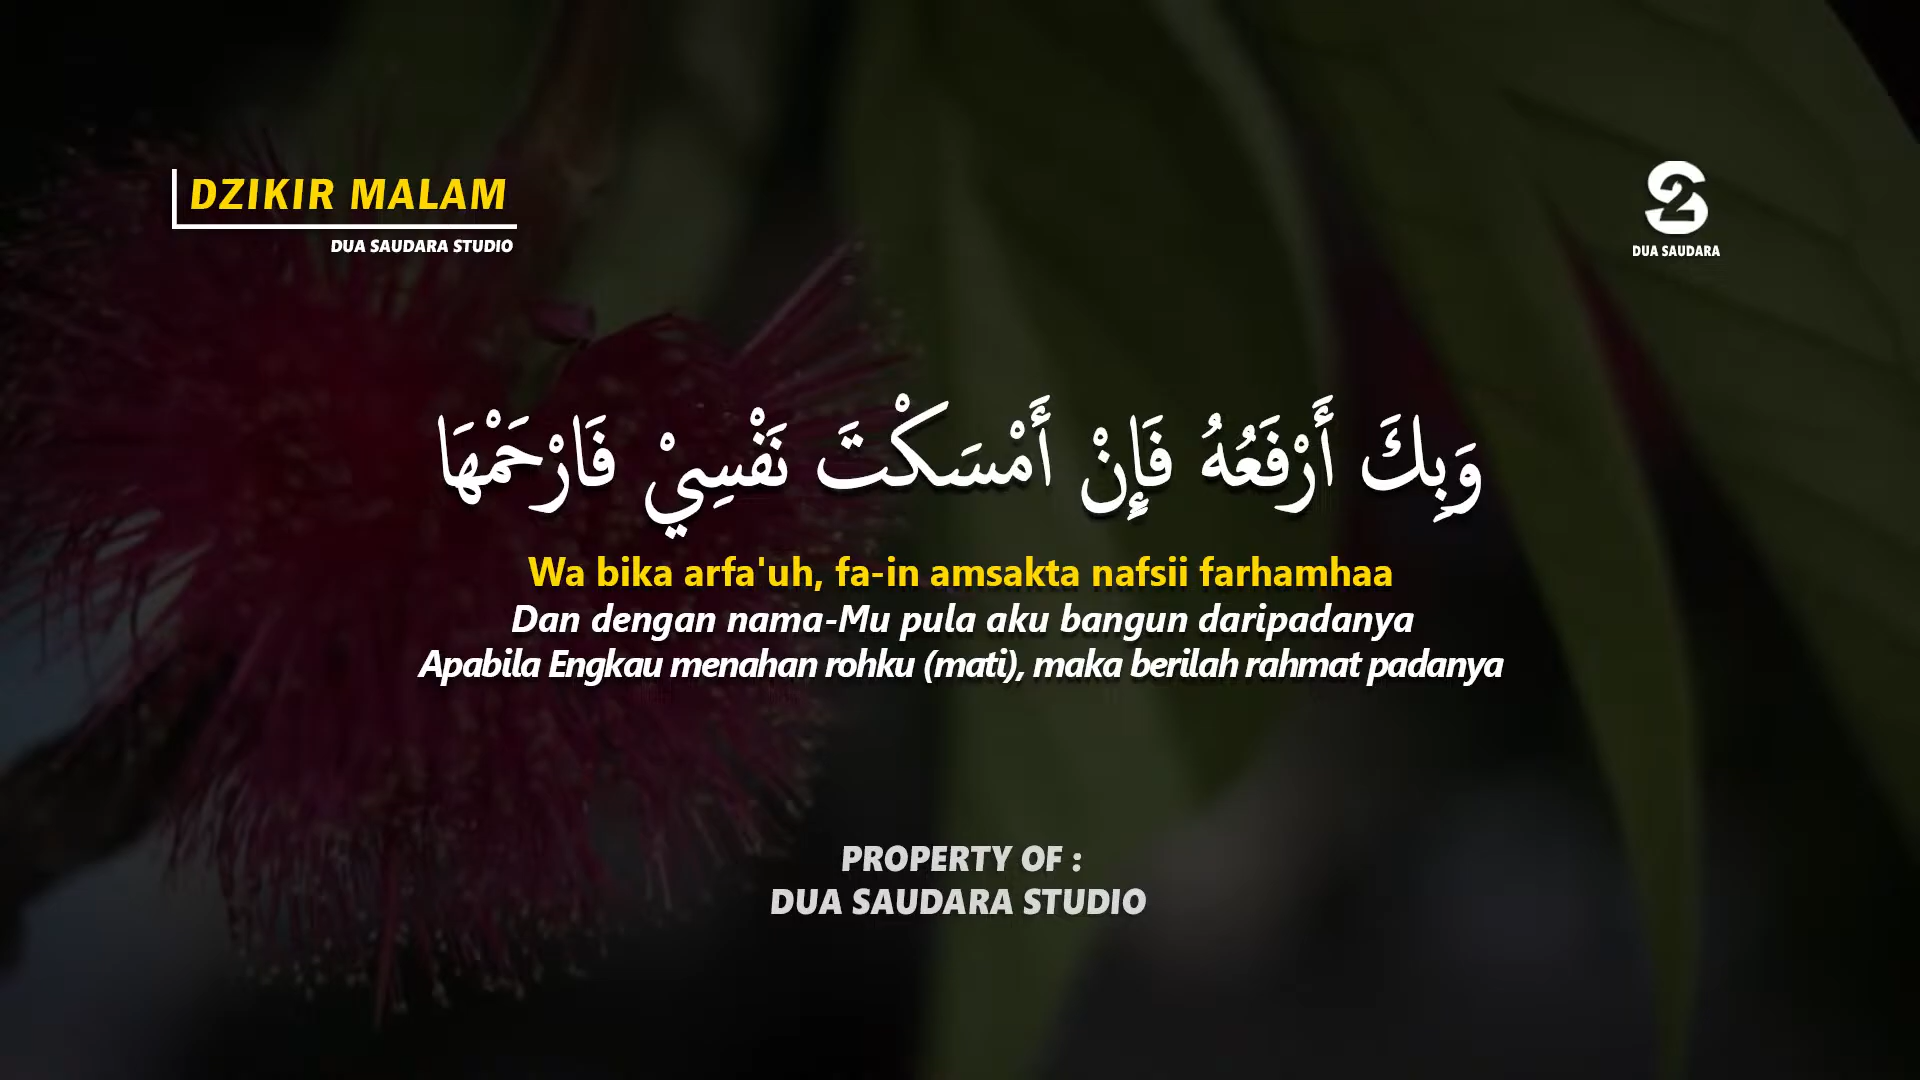 DZIKIR MALAM
DUA SAUDARA STUDIO
S2
DUA SAUDARA
وَبِكَ أَرْفَعُهُ فَإِنْ أَمْسَكْتَ نَفْسِيْ فَارْحَمْهَا
Wa bika arfa'uh, fa-in amsakta nafsii farhamhaa
Dan dengan nama-Mu pula aku bangun daripadanya
Apabila Engkau menahan rohku (mati), maka berilah rahmat padanya
PROPERTY OF :
DUA SAUDARA STUDIO